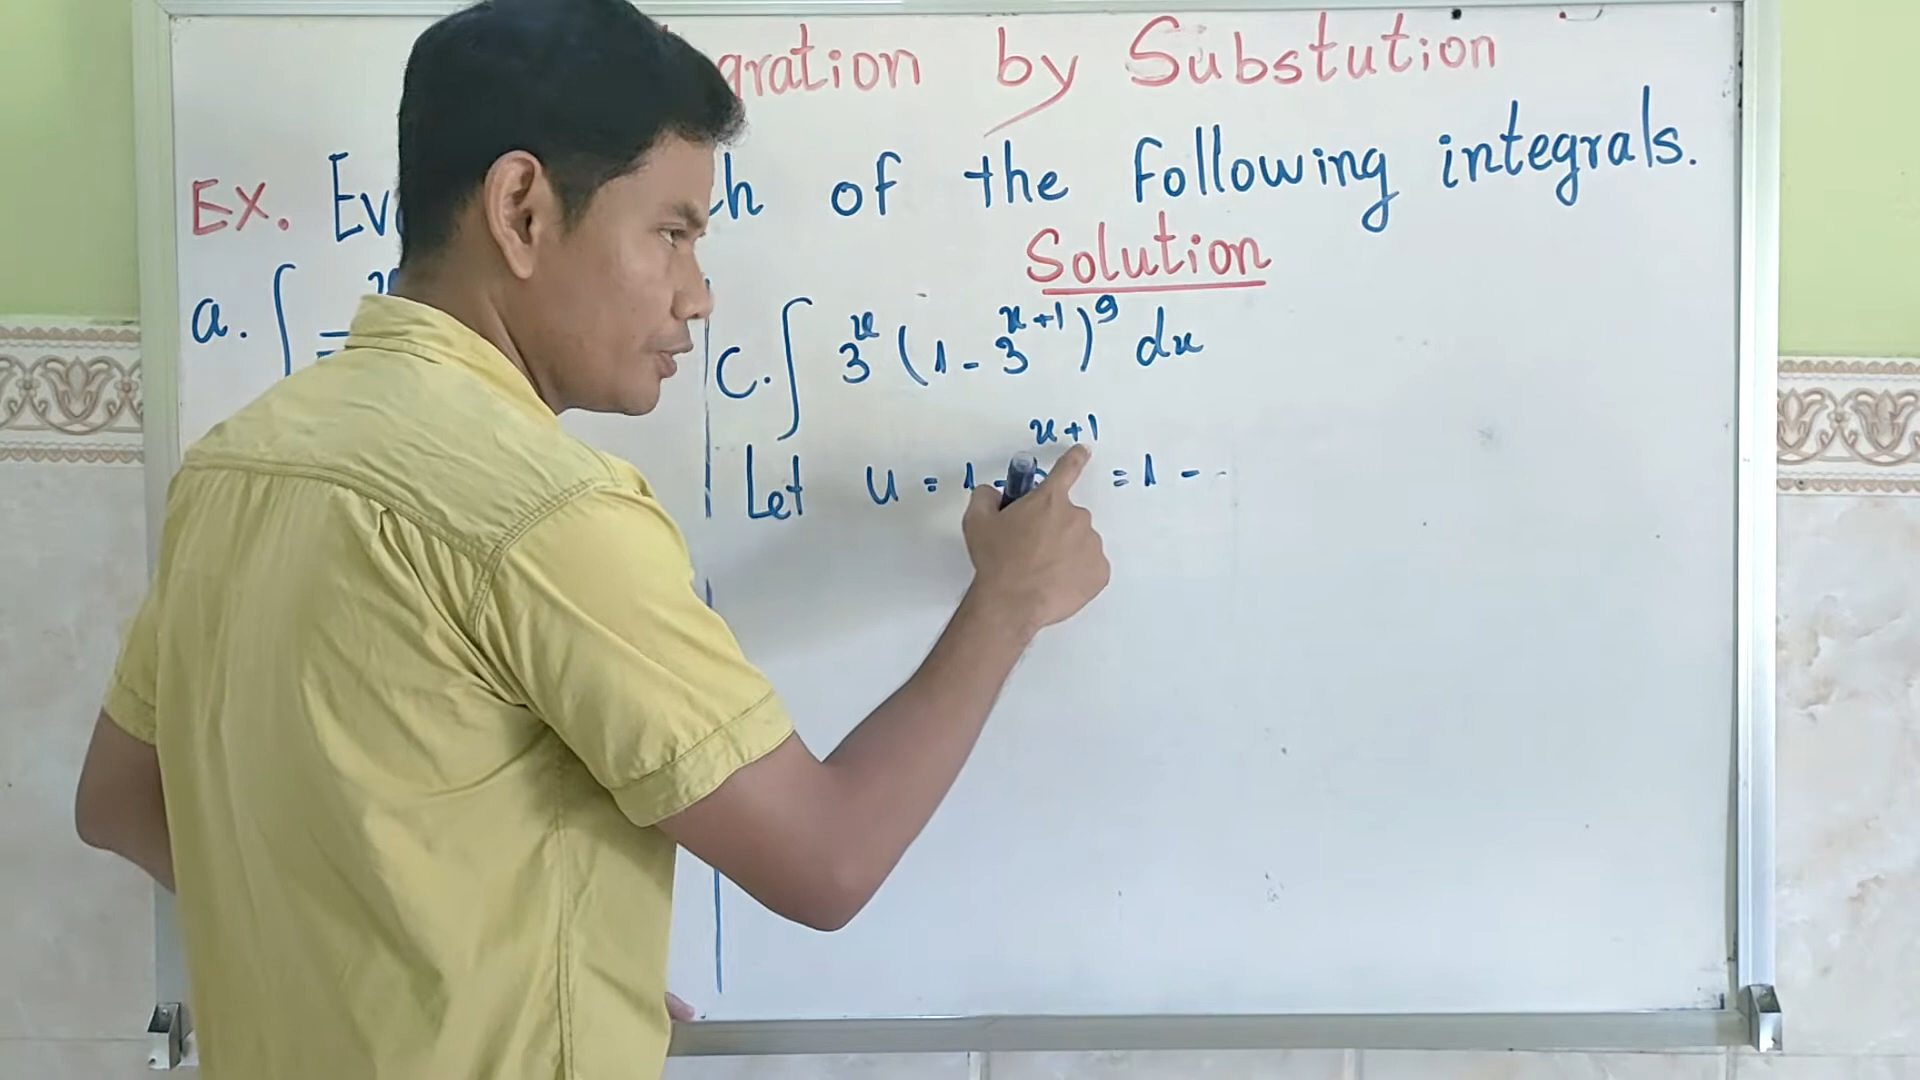 gration by Substution
EX. Ev h of the following integrals.
Solution
a. ∫
c. ∫ 3^x (1 - 3^{x+1})^9 dx
Let u = 1 - 3^{x+1} = 1 -